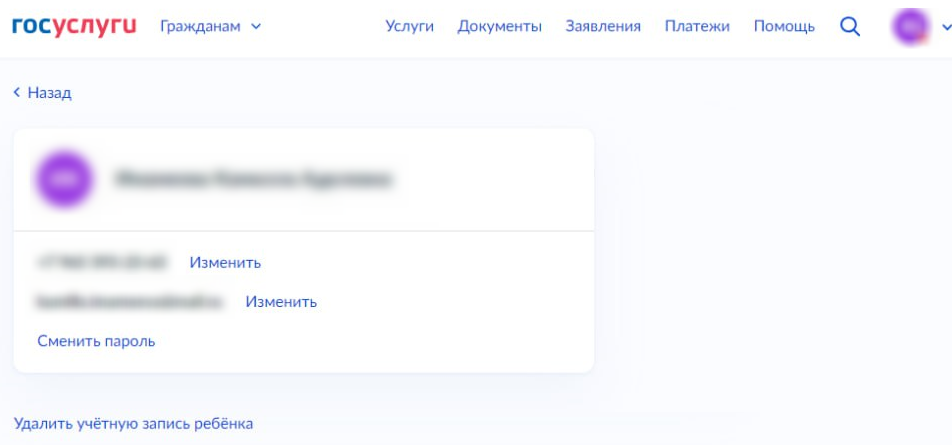 госуслуги Гражданам Услуги Документы Заявления Платежи Помощь
Назад
Изменить
Изменить
Сменить пароль
Удалить учётную запись ребёнка